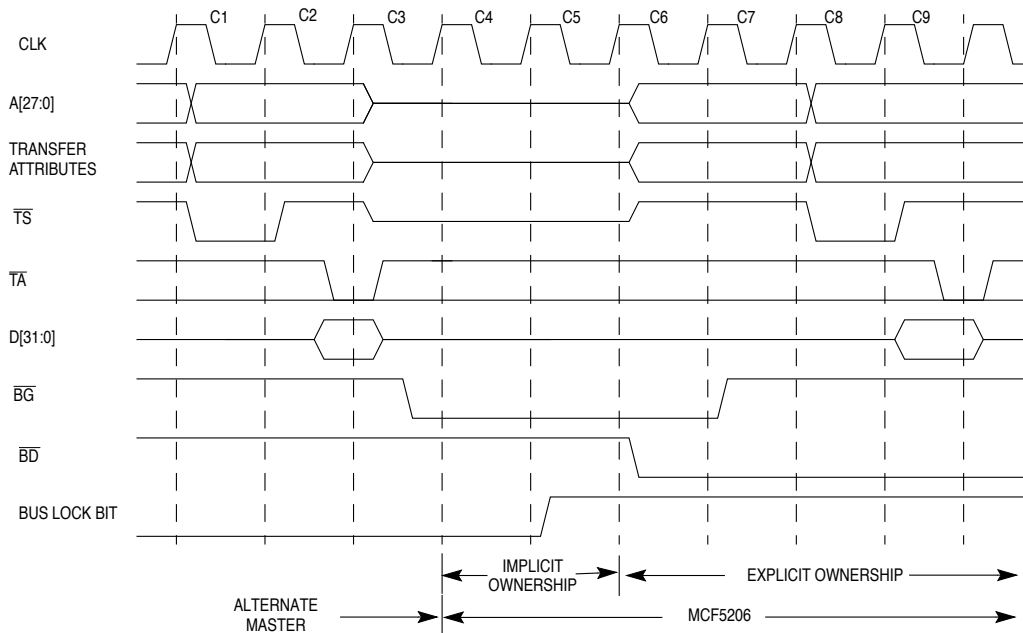 C1 C2 C3 C4 C5 C6 C7 C8 C9
CLK
A[27:0]
TRANSFER
ATTRIBUTES
TS
TA
D[31:0]
BG
BD
BUS LOCK BIT
IMPLICIT
OWNERSHIP
EXPLICIT OWNERSHIP
ALTERNATE
MASTER
MCF5206